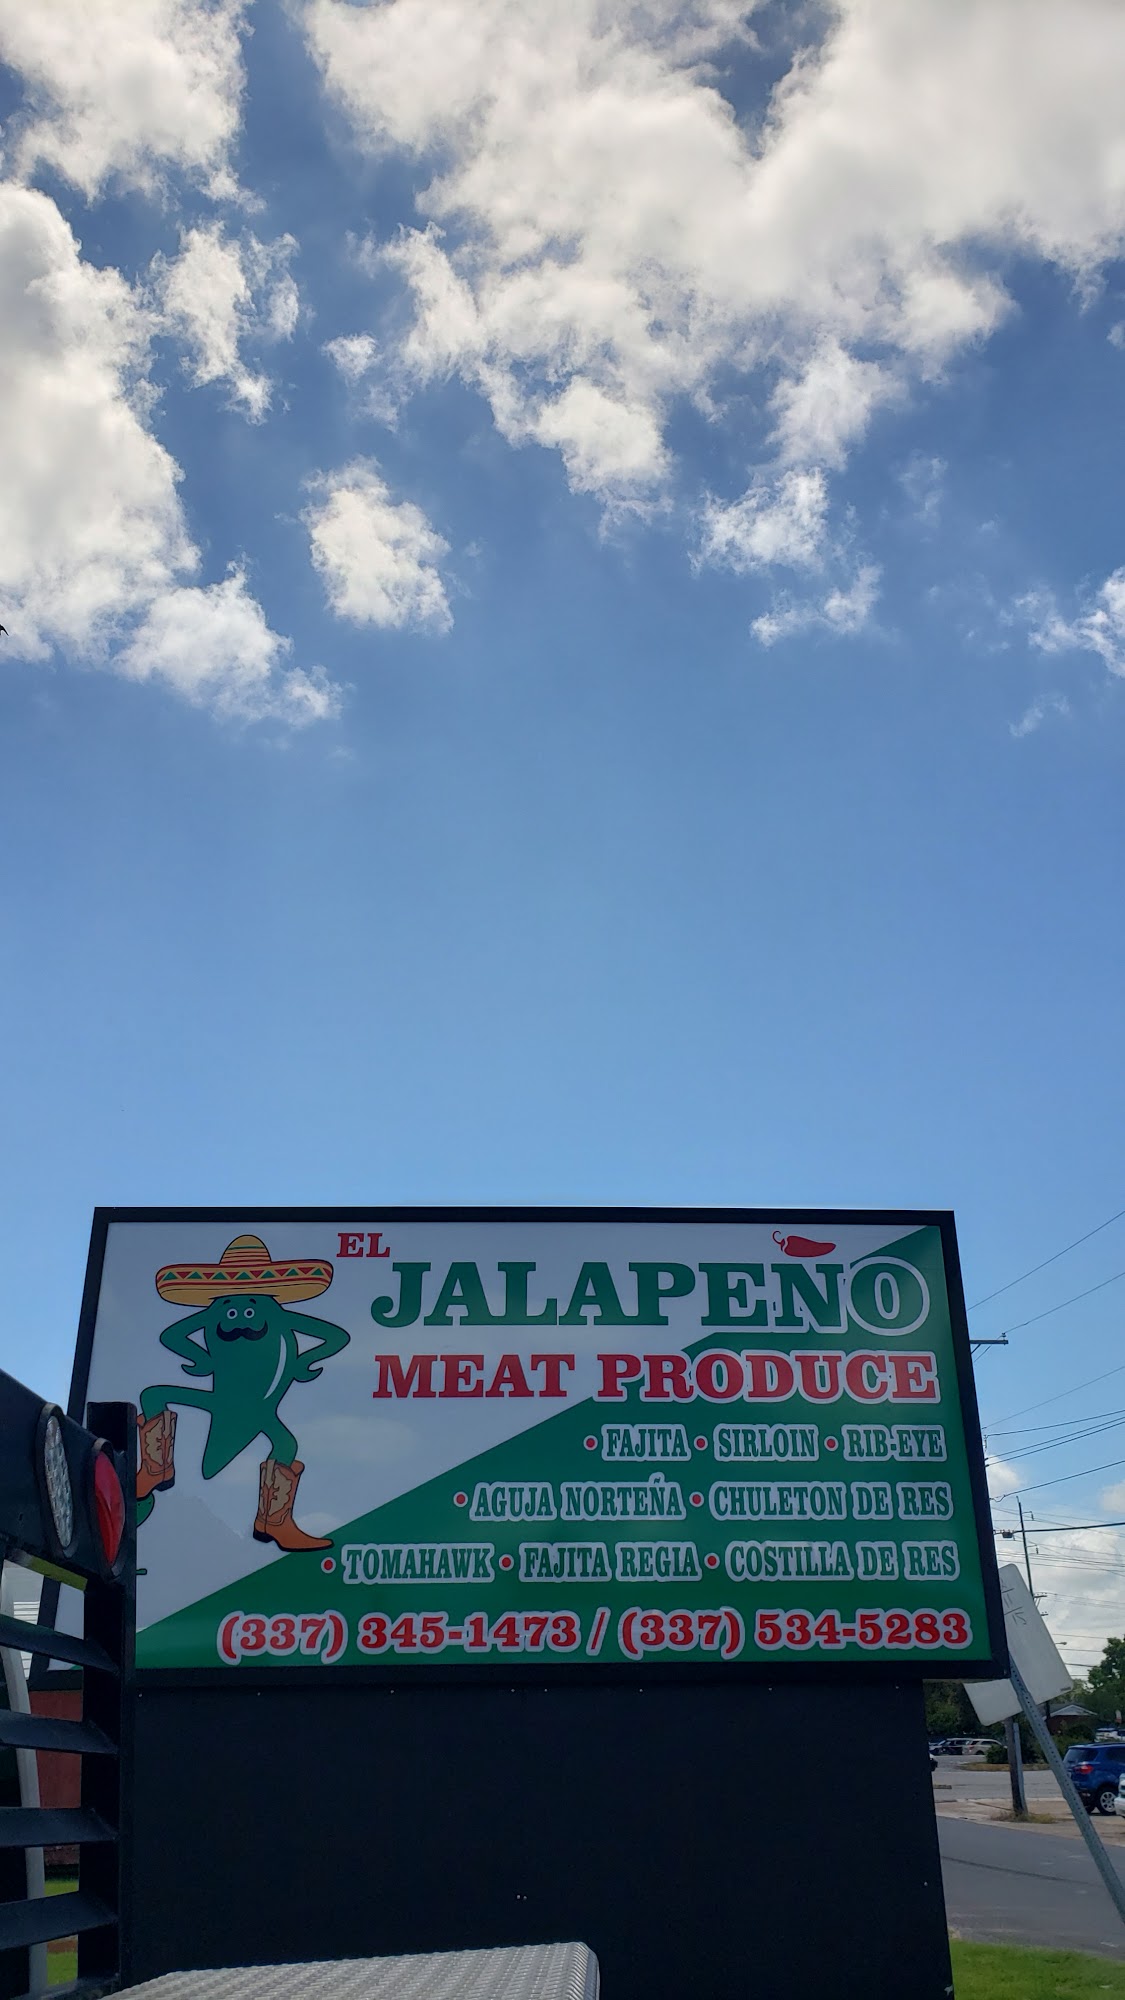 EL
JALAPEÑO
MEAT PRODUCE
• FAJITA • SIRLOIN • RIB-EYE
• AGUJA NORTEÑA • CHULETON DE RES
• TOMAHAWK • FAJITA REGIA • COSTILLA DE RES
(337) 345-1473 / (337) 534-5283